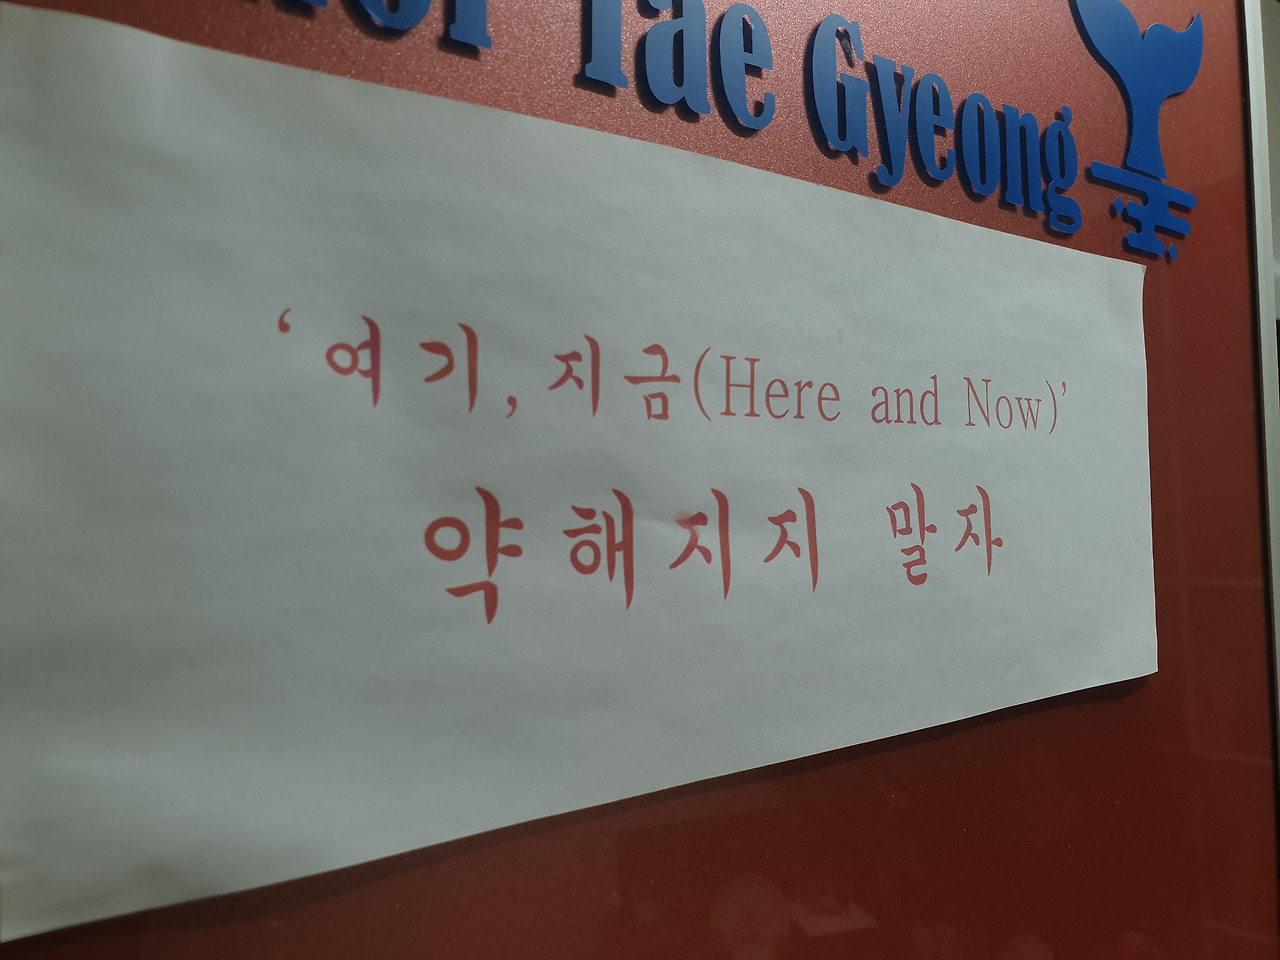 Tae Gyeong
‘여기, 지금(Here and Now)’
약해지지 말자